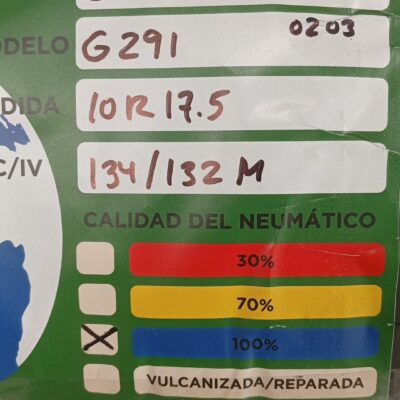 ODELO G291 0203
DIDA 10R17.5
C/IV 134/132 M
CALIDAD DEL NEUMÁTICO
30%
70%
X 100%
VULCANIZADA/REPARADA